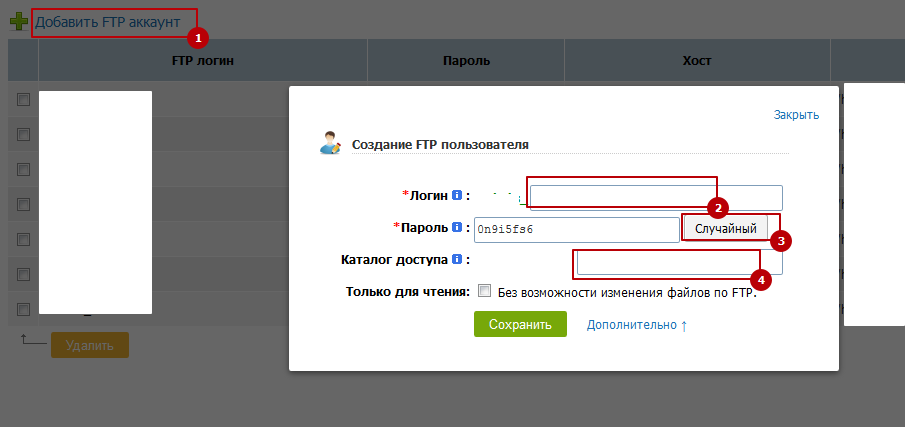 Добавить FTP аккаунт
1
FTP логин
Пароль
Хост
Закрыть
Создание FTP пользователя
*Логин i :
2
*Пароль i : 0n9i5fs6 Случайный
3
Каталог доступа i :
4
Только для чтения: Без возможности изменения файлов по FTP.
Сохранить Дополнительно ↑
Удалить